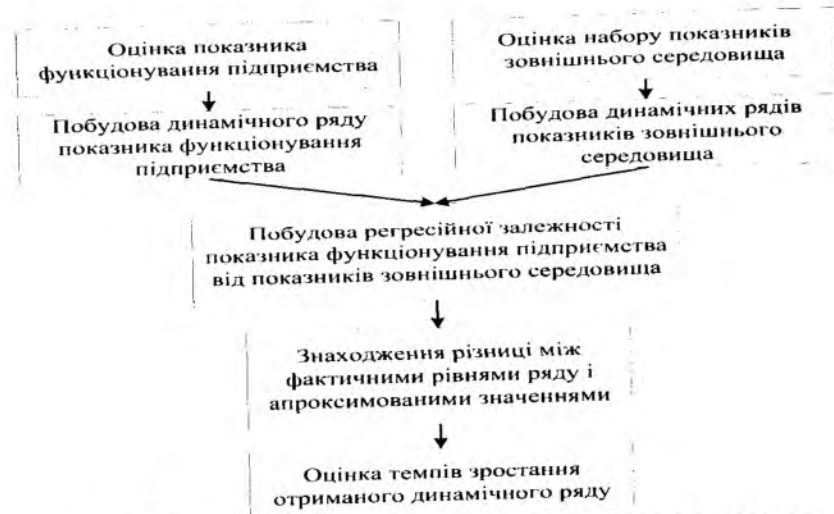 Оцінка показника
функціонування підприємства
Оцінка набору показників
зовнішнього середовища
Побудова динамічного ряду
показника функціонування
підприємства
Побудова динамічних рядів
показників зовнішнього
середовища
Побудова регресійної залежності
показника функціонування підприємства
від показників зовнішнього середовища
Знаходження різниці між
фактичними рівнями ряду і
апроксимованими значеннями
Оцінка темпів зростання
отриманого динамічного ряду